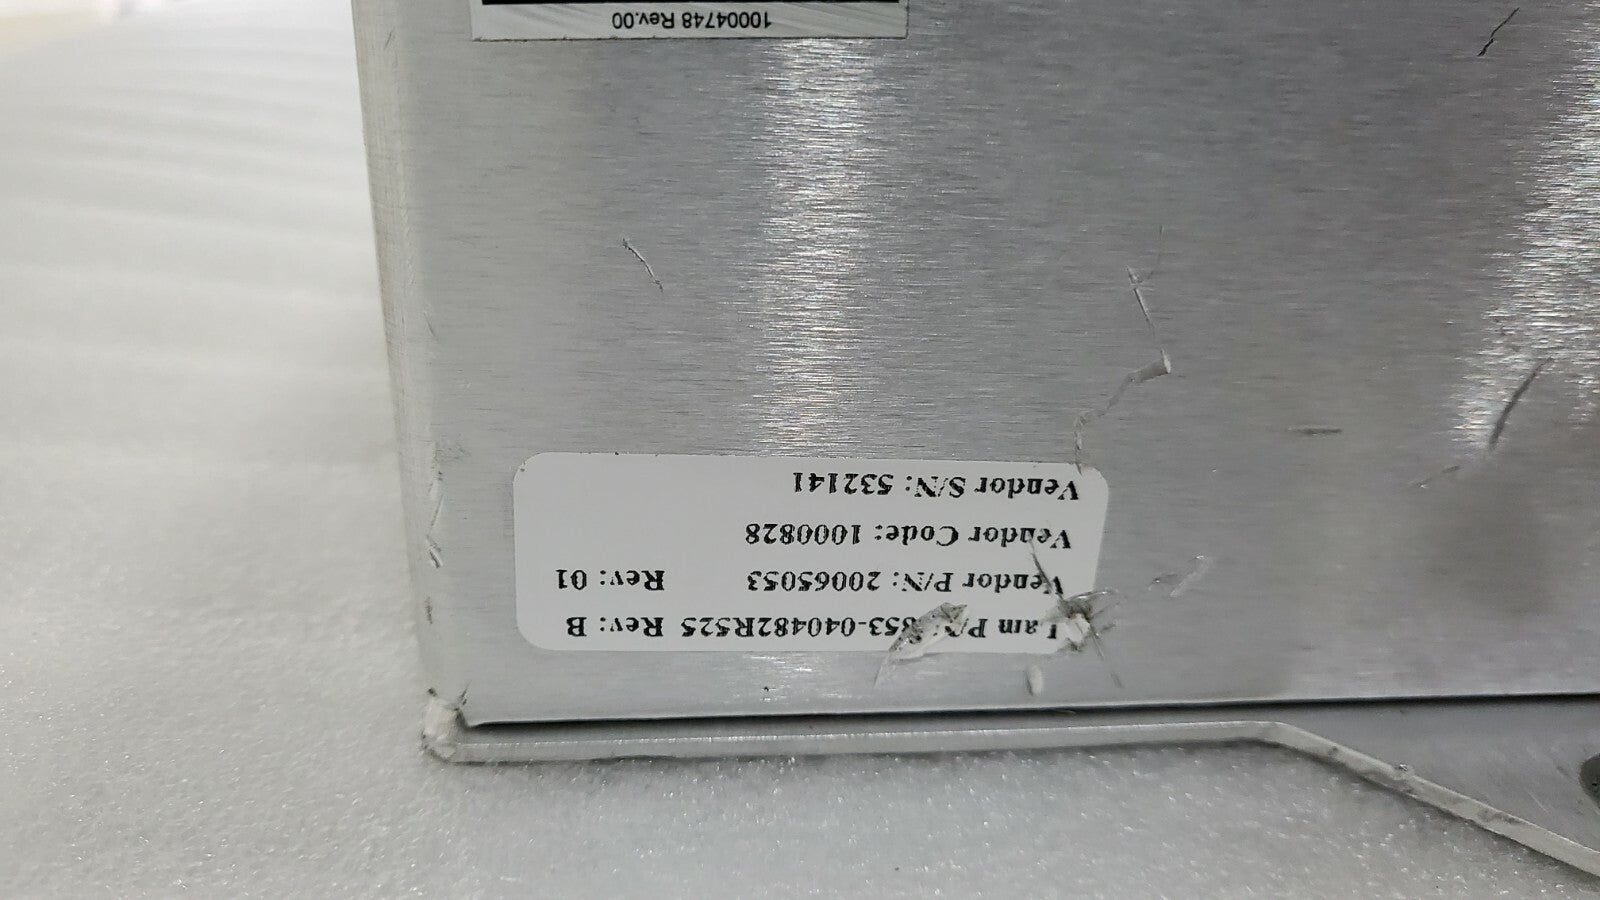 Lam P/N: 853-040482R525 Rev: B
Vendor P/N: 20065053 Rev: 01
Vendor Code: 1000828
Vendor S/N: 532141
10004748 Rev.00